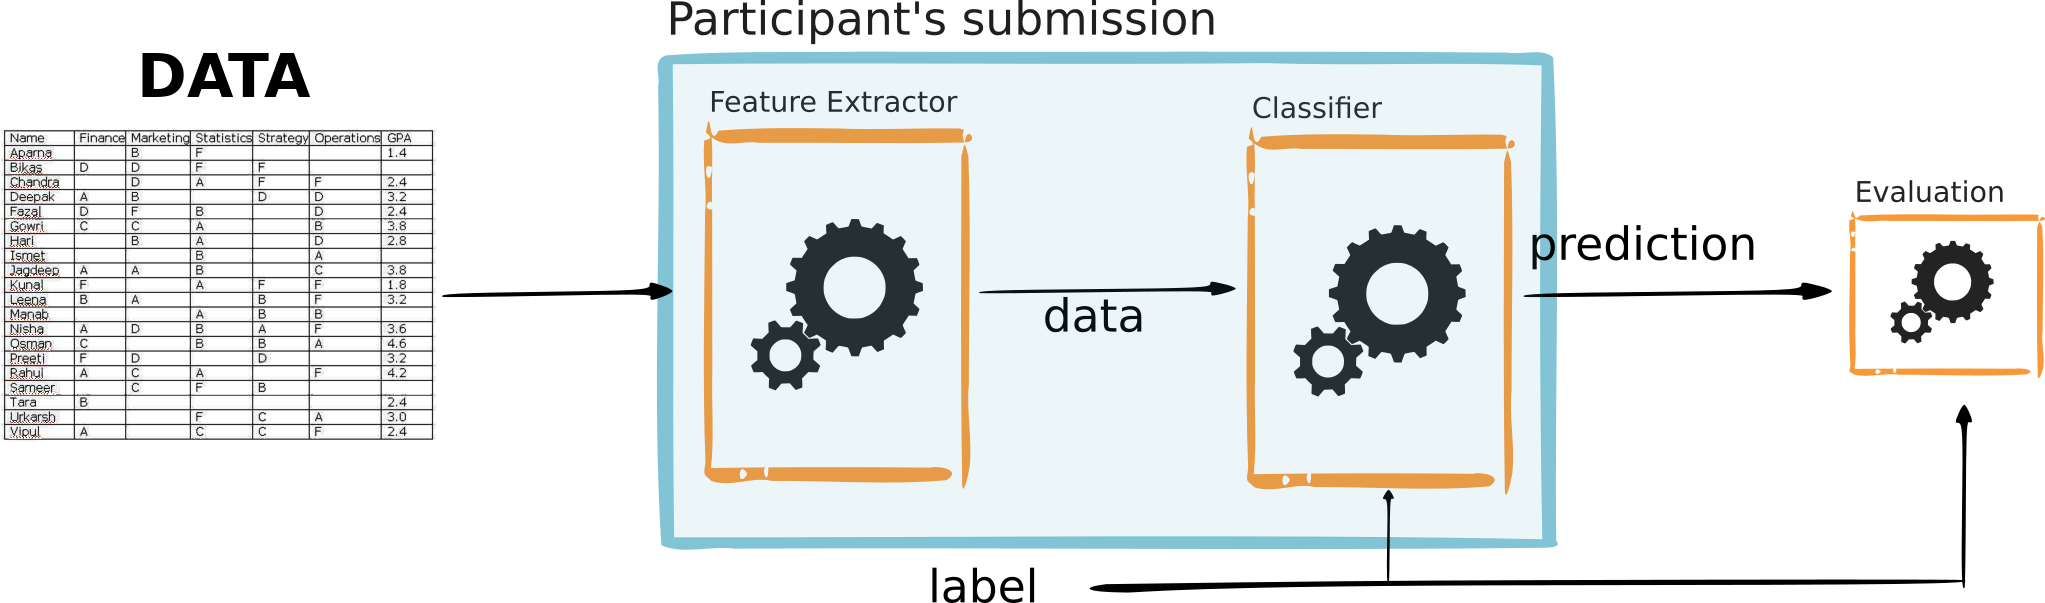 Participant's submission
DATA
Feature Extractor
Classifier
Name Finance Marketing Statistics Strategy Operations GPA
Aparna B F 1.4
Bikas D D F F
Chandra D A F F 2.4
Deepak A B D D 3.2
Fazal D F B D 2.4
Gowri C C A B 3.8
Hari B A D 2.8
Ismet B A
Jagdeep A A B C 3.8
Kunal F A F F 1.8
Leena B A B F 3.2
Manab A B B
Nisha A D B A F 3.6
Osman C B B A 4.6
Preeti F D D 3.2
Rahul A C A F 4.2
Sameer C F B
Tara B 2.4
Urkarsh F C A 3.0
Vipul A C C F 2.4
data
prediction
Evaluation
label